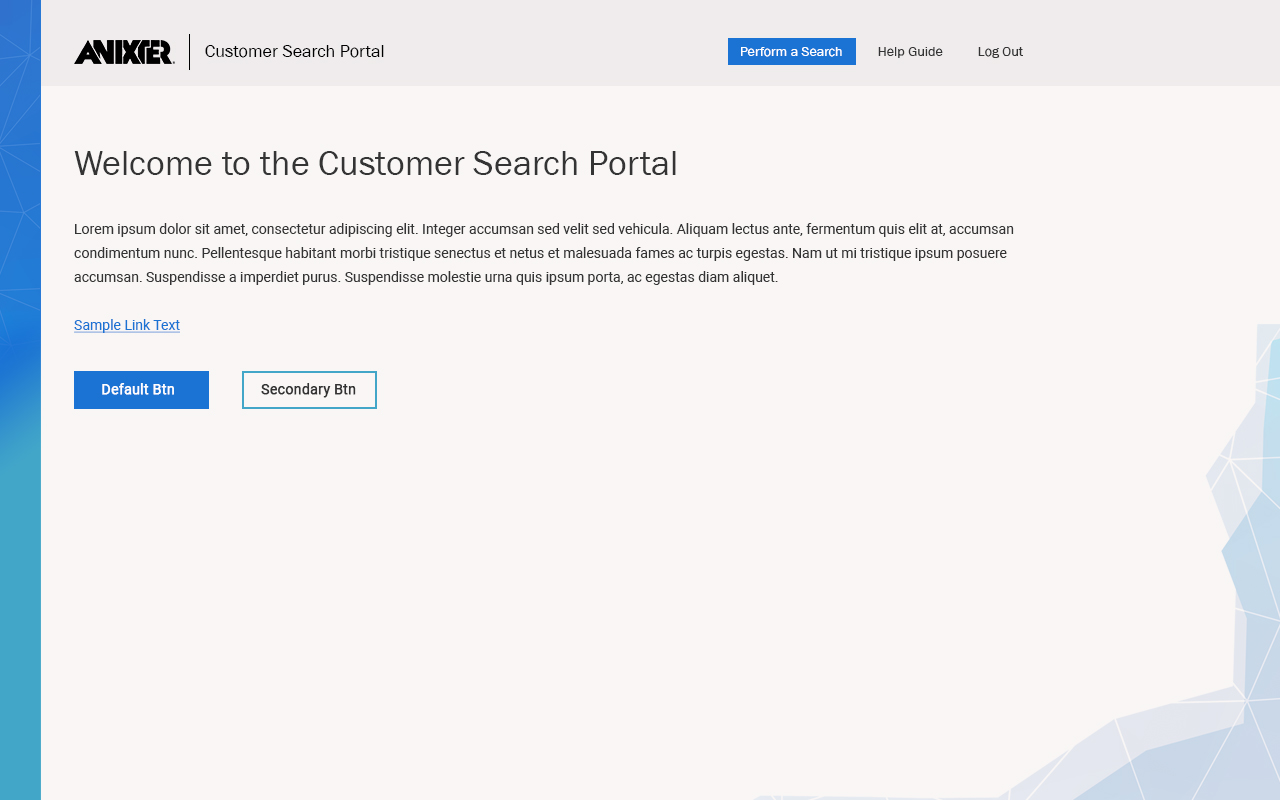 ANIXTER
Customer Search Portal
Perform a Search
Help Guide
Log Out
Welcome to the Customer Search Portal
Lorem ipsum dolor sit amet, consectetur adipiscing elit. Integer accumsan sed velit sed vehicula. Aliquam lectus ante, fermentum quis elit at, accumsan
condimentum nunc. Pellentesque habitant morbi tristique senectus et netus et malesuada fames ac turpis egestas. Nam ut mi tristique ipsum posuere
accumsan. Suspendisse a imperdiet purus. Suspendisse molestie urna quis ipsum porta, ac egestas diam aliquet.
Sample Link Text
Default Btn
Secondary Btn